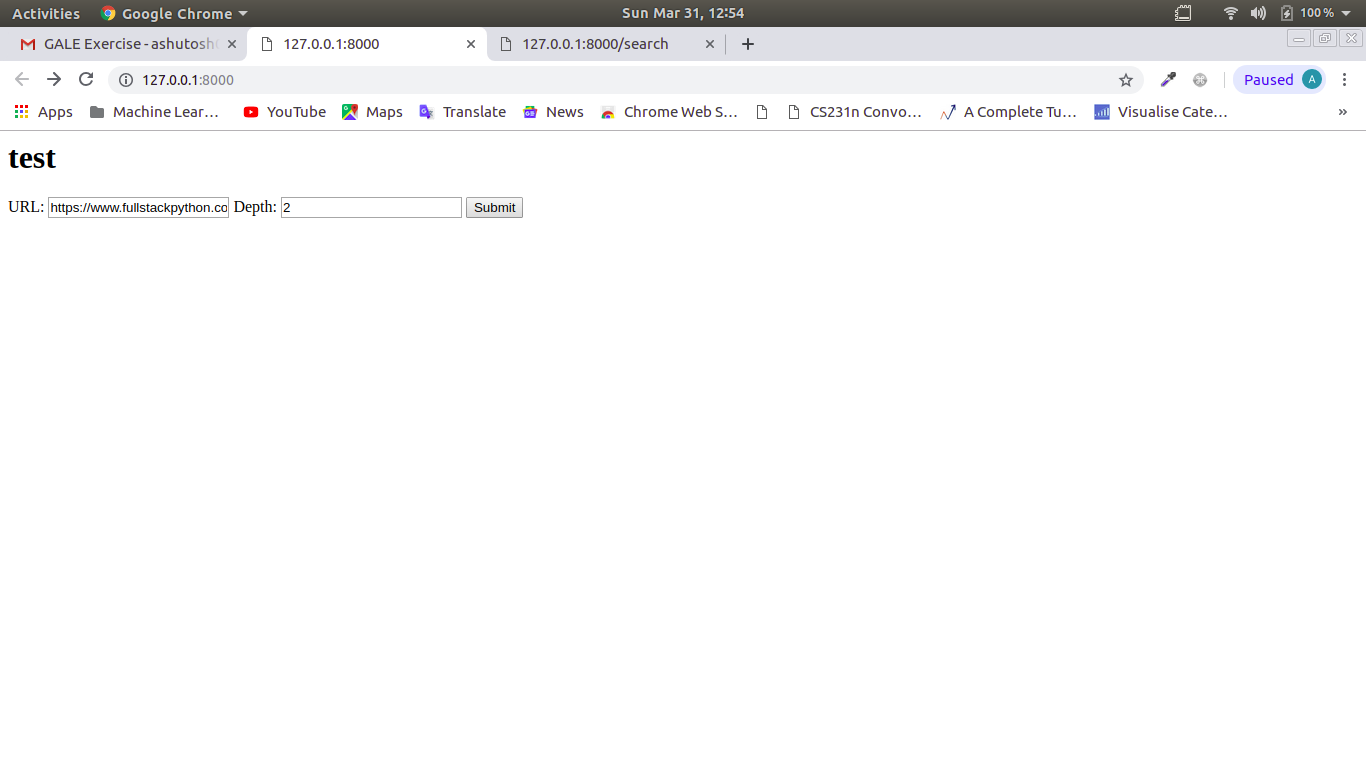 Activities Google Chrome Sun Mar 31, 12:54 100 %
GALE Exercise - ashutosh 127.0.0.1:8000 127.0.0.1:8000/search
127.0.0.1:8000 Paused A
Apps Machine Lear… YouTube Maps Translate News Chrome Web S… CS231n Convo… A Complete Tu… Visualise Cate… »
test
URL: https://www.fullstackpython.co Depth: 2 Submit